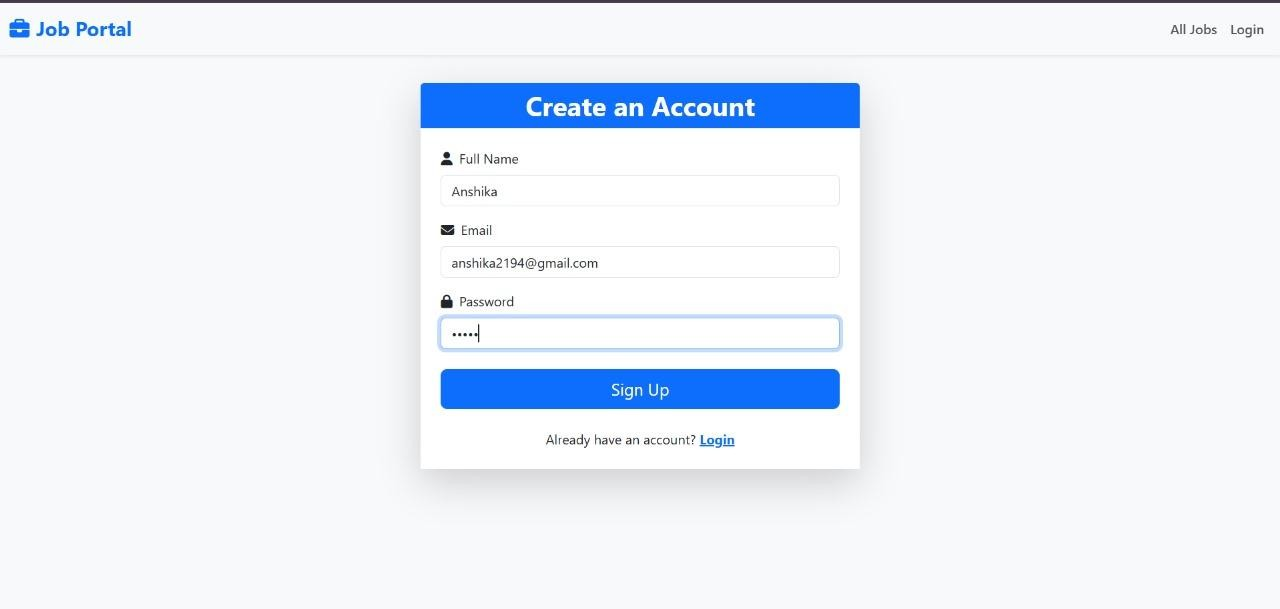 Job Portal
All Jobs Login
Create an Account
Full Name
Anshika
Email
anshika2194@gmail.com
Password
•••••
Sign Up
Already have an account? Login